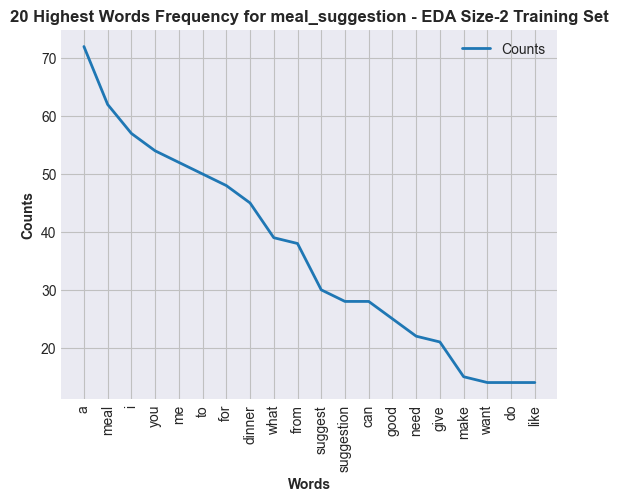 20 Highest Words Frequency for meal_suggestion - EDA Size-2 Training Set
Counts
70
60
50
40
30
20
Counts
a
meal
i
you
me
to
for
dinner
what
from
suggest
suggestion
can
good
need
give
make
want
do
like
Words